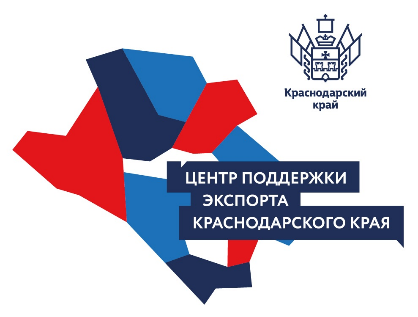 Краснодарский
край
ЦЕНТР ПОДДЕРЖКИ
ЭКСПОРТА
КРАСНОДАРСКОГО КРАЯ